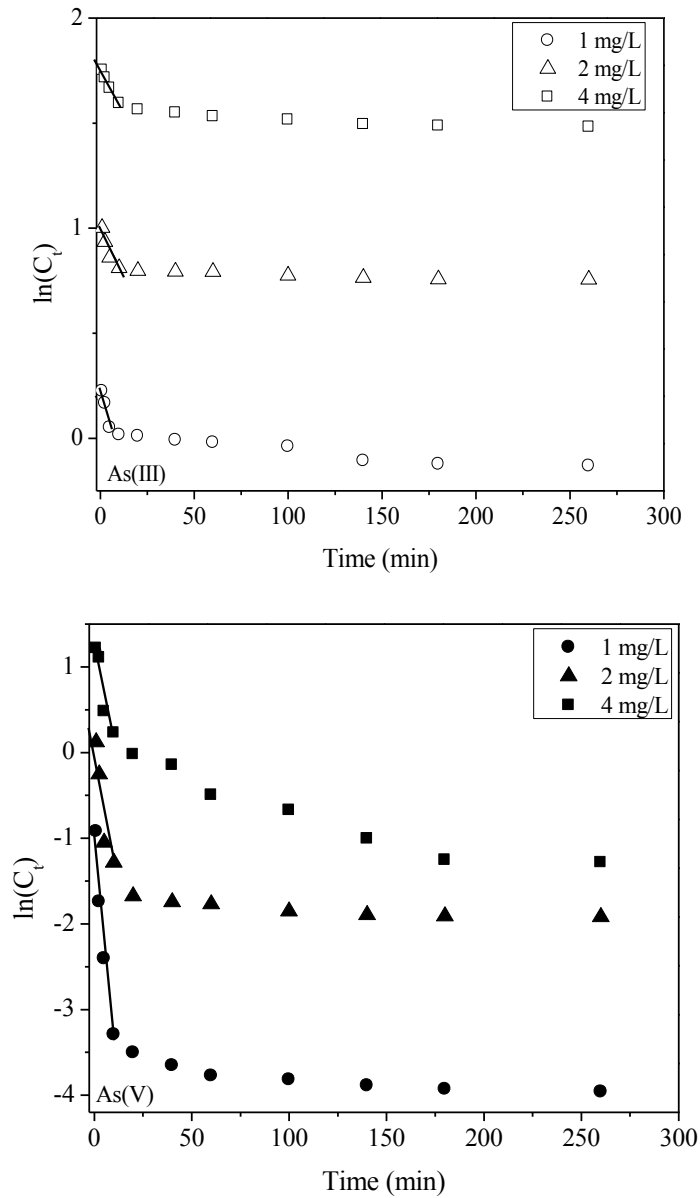 2
1
0
ln(Cₜ)
1 mg/L
2 mg/L
4 mg/L
As(III)
0 50 100 150 200 250 300
Time (min)
1
0
-1
-2
-3
-4
ln(Cₜ)
1 mg/L
2 mg/L
4 mg/L
As(V)
0 50 100 150 200 250 300
Time (min)